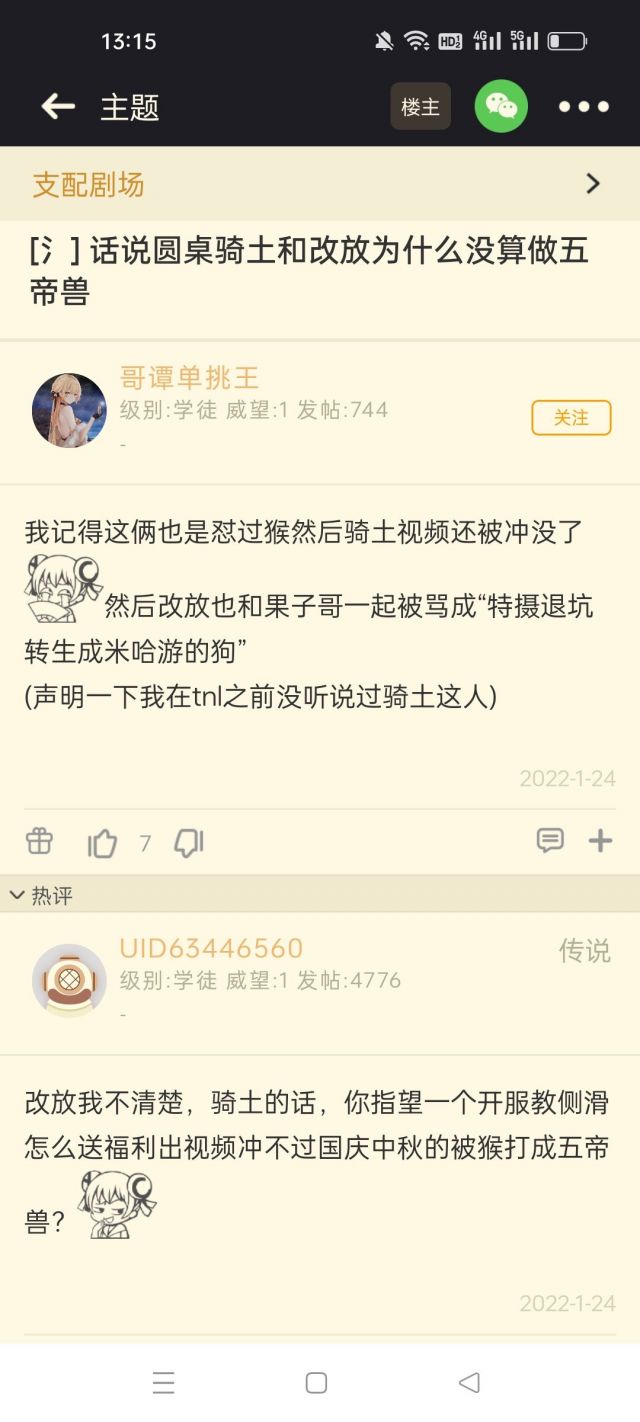 13:15
HD 1 2 4G 5G
主题
楼主
支配剧场
[氵] 话说圆桌骑士和改放为什么没算做五
帝兽
哥谭单挑王
级别:学徒 威望:1 发帖:744
-
关注
我记得这俩也是怼过猴然后骑士视频还被冲没了
然后改放也和果子哥一起被骂成“特摄退坑
转生成米哈游的狗”
(声明一下我在tnl之前没听说过骑士这人)
2022-1-24
7
热评
UID63446560
传说
级别:学徒 威望:1 发帖:4776
-
改放我不清楚，骑士的话，你指望一个开服教侧滑
怎么送福利出视频冲不过国庆中秋的被猴打成五帝
兽？
2022-1-24